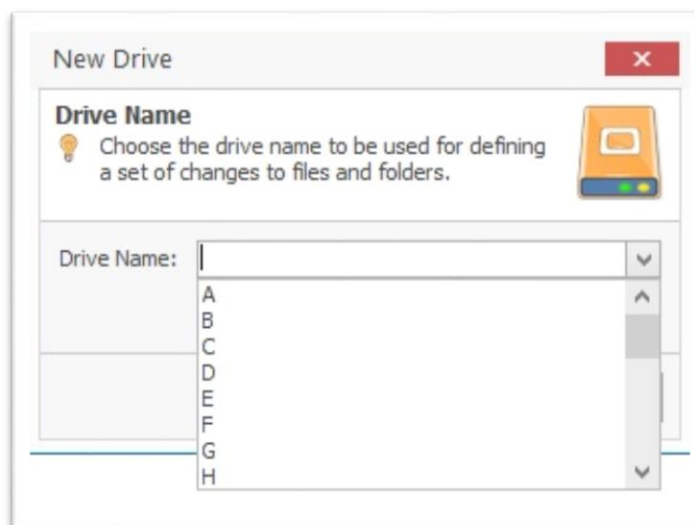 New Drive
Drive Name
Choose the drive name to be used for defining
a set of changes to files and folders.
Drive Name:
A
B
C
D
E
F
G
H